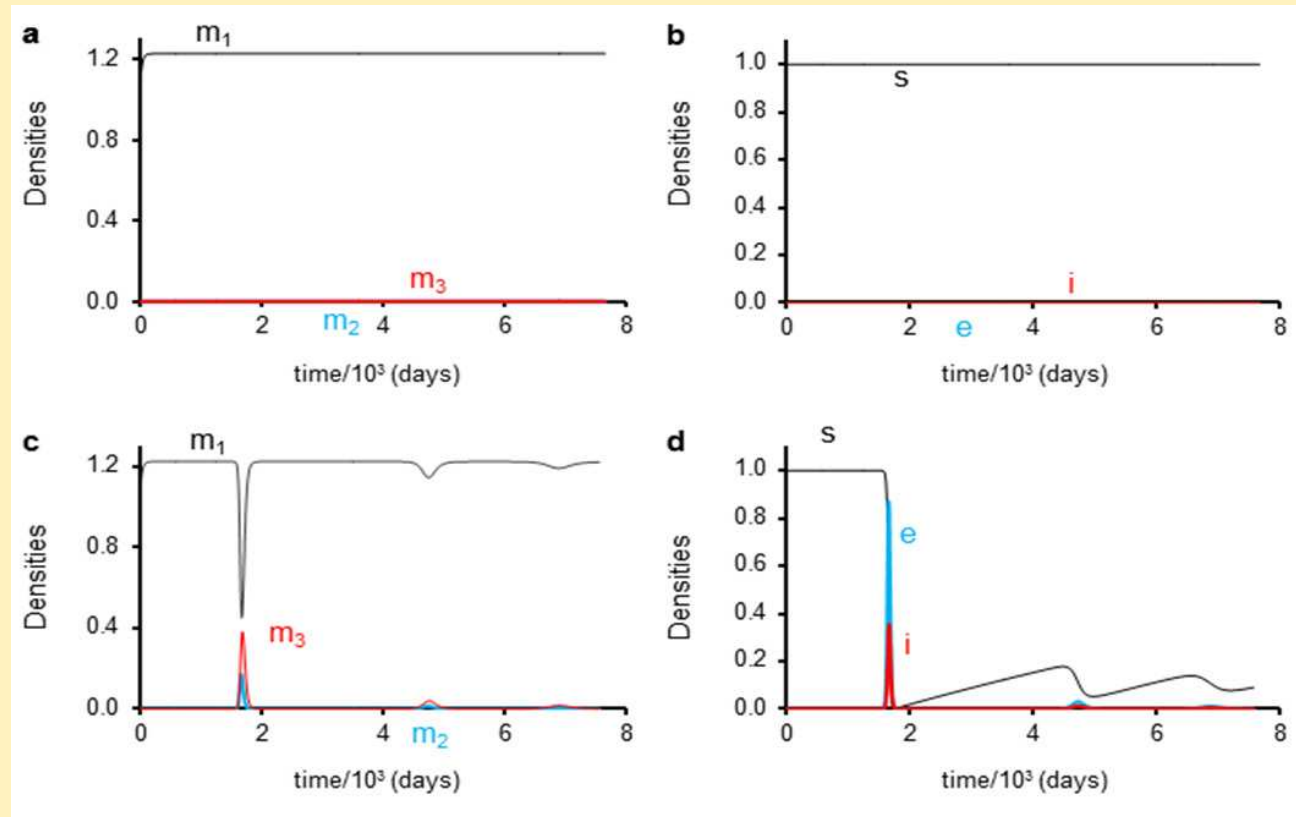 a
m₁
1.2
0.8
0.4
0.0
Densities
m₃
m₂
0 2 4 6 8
time/10³ (days)
b
1.0
0.8
0.6
0.4
0.2
0.0
Densities
s
i
e
0 2 4 6 8
time/10³ (days)
c
m₁
1.2
0.8
0.4
0.0
Densities
m₃
m₂
0 2 4 6 8
time/10³ (days)
d
s
1.0
0.8
0.6
0.4
0.2
0.0
Densities
e
i
0 2 4 6 8
time/10³ (days)